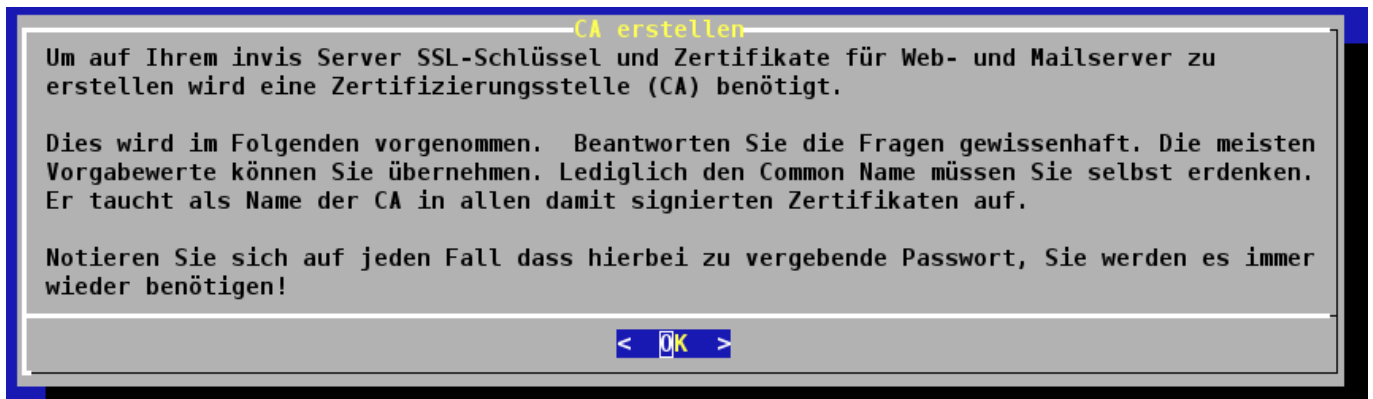 CA erstellen
Um auf Ihrem invis Server SSL-Schlüssel und Zertifikate für Web- und Mailserver zu
erstellen wird eine Zertifizierungsstelle (CA) benötigt.
Dies wird im Folgenden vorgenommen.  Beantworten Sie die Fragen gewissenhaft. Die meisten
Vorgabewerte können Sie übernehmen. Lediglich den Common Name müssen Sie selbst erdenken.
Er taucht als Name der CA in allen damit signierten Zertifikaten auf.
Notieren Sie sich auf jeden Fall dass hierbei zu vergebende Passwort, Sie werden es immer
wieder benötigen!
<  OK  >